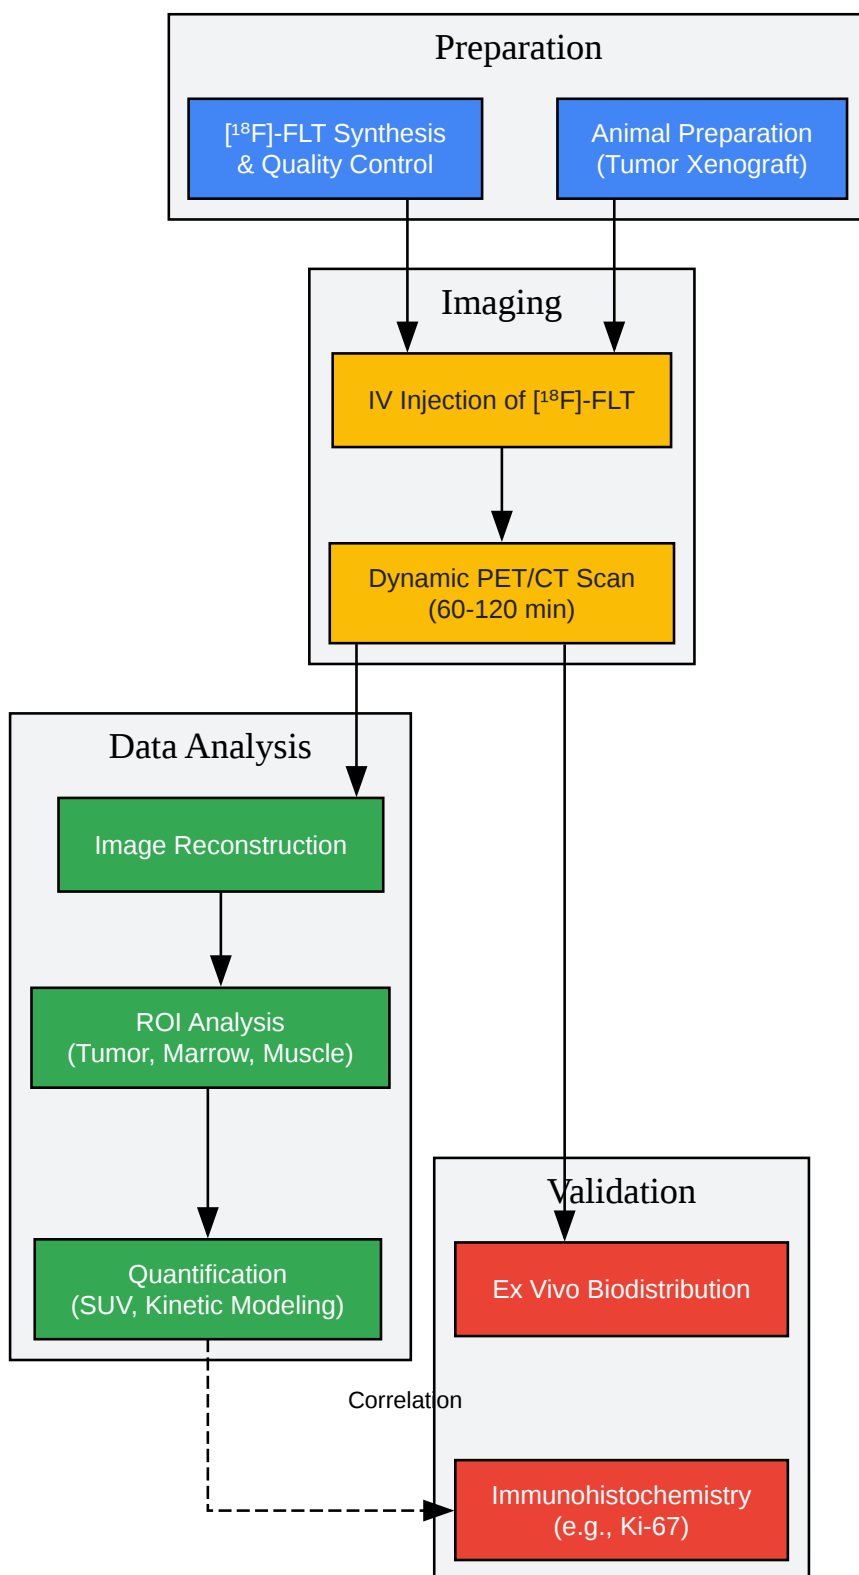 Preparation
[¹⁸F]-FLT Synthesis
& Quality Control
Animal Preparation
(Tumor Xenograft)
Imaging
IV Injection of [¹⁸F]-FLT
Dynamic PET/CT Scan
(60-120 min)
Data Analysis
Image Reconstruction
ROI Analysis
(Tumor, Marrow, Muscle)
Quantification
(SUV, Kinetic Modeling)
Validation
Ex Vivo Biodistribution
Correlation
Immunohistochemistry
(e.g., Ki-67)